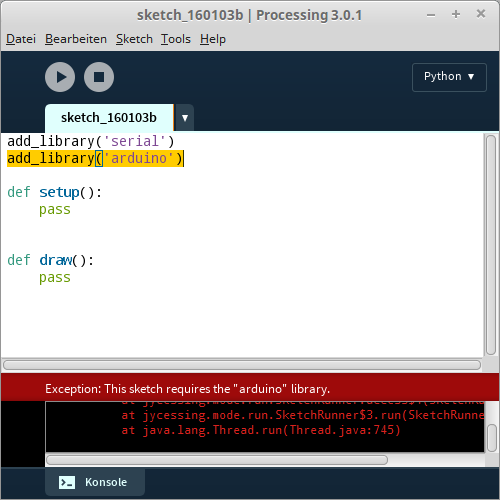 sketch_160103b | Processing 3.0.1
Datei Bearbeiten Sketch Tools Help
Python ▾
sketch_160103b ▾
add_library('serial')
add_library('arduino')
def setup():
pass
def draw():
pass
Exception: This sketch requires the "arduino" library.
at jycessing.mode.run.SketchRunner$3.run(SketchRunne
at java.lang.Thread.run(Thread.java:745)
Konsole